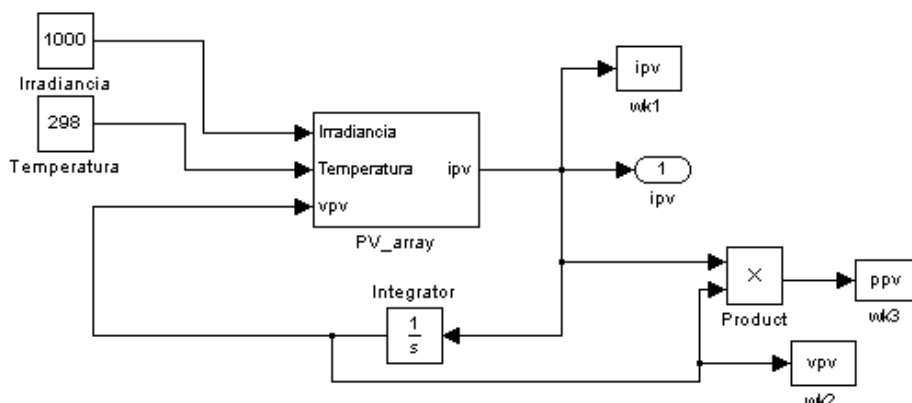 1000
Irradiancia
298
Temperatura
Irradiancia
Temperatura
vpv
ipv
PV_array
ipv
wk1
1
ipv
Integrator
1
s
×
Product
ppv
wk3
vpv
wk2